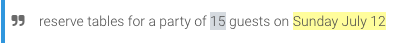 ❞ reserve tables for a party of 15 guests on Sunday July 12